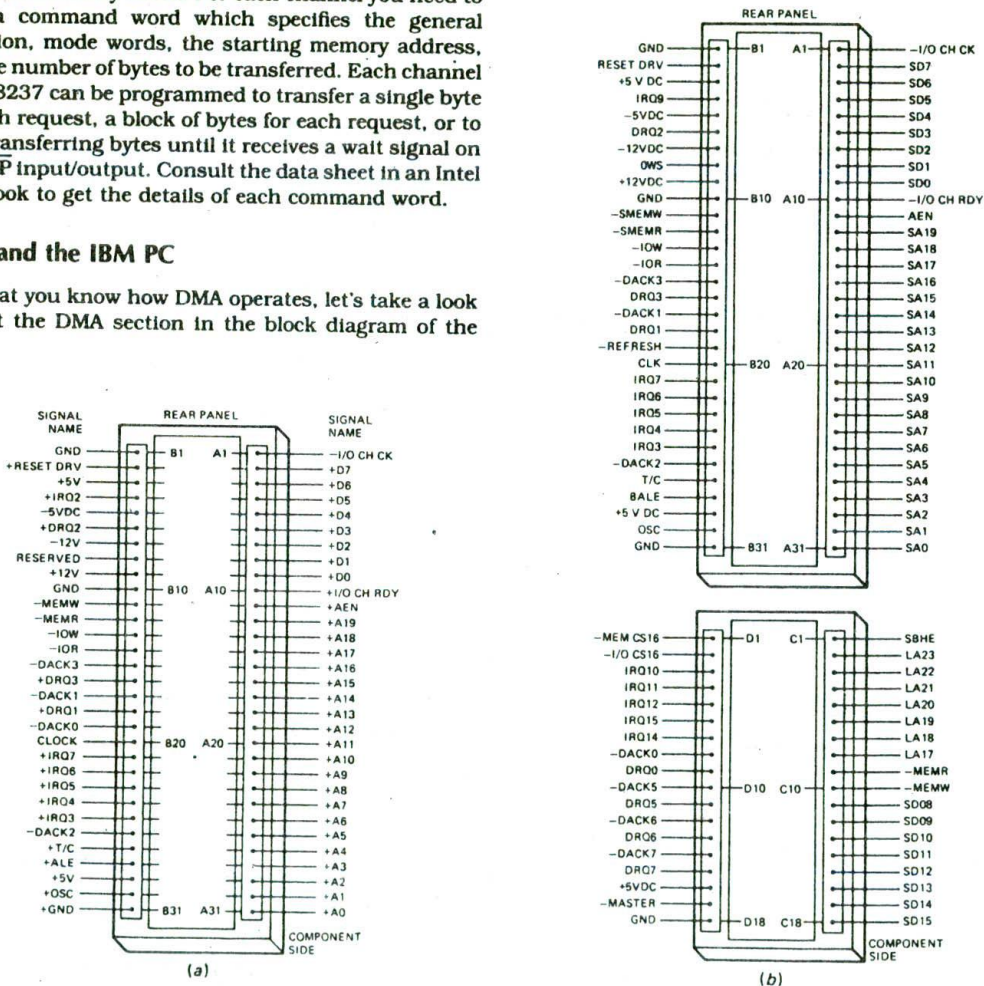 a command word which specifies the general
mode words, the starting memory address,
number of bytes to be transferred. Each channel
8237 can be programmed to transfer a single byte
request, a block of bytes for each request, or to
bytes until it receives a wait signal on
input/output. Consult the data sheet in an Intel
to get the details of each command word.
and the IBM PC
you know how DMA operates, let's take a look
the DMA section in the block diagram of the
SIGNAL NAME
REAR PANEL
SIGNAL NAME
GND B1 A1 -I/O CH CK
+RESET DRV +D7
+5V +D6
+IRQ2 +D5
-5VDC +D4
+DRQ2 +D3
-12V +D2
RESERVED +D1
+12V +D0
GND B10 A10 +I/O CH RDY
-MEMW +AEN
-MEMR +A19
-IOW +A18
-IOR +A17
-DACK3 +A16
+DRQ3 +A15
-DACK1 +A14
+DRQ1 +A13
-DACK0 +A12
CLOCK B20 A20 +A11
+IRQ7 +A10
+IRQ6 +A9
+IRQ5 +A8
+IRQ4 +A7
+IRQ3 +A6
-DACK2 +A5
+T/C +A4
+ALE +A3
+5V +A2
+OSC +A1
+GND B31 A31 +A0
COMPONENT SIDE
(a)
REAR PANEL
GND B1 A1 -I/O CH CK
RESET DRV SD7
+5 V DC SD6
IRQ9 SD5
-5VDC SD4
DRQ2 SD3
-12VDC SD2
OWS SD1
+12VDC SD0
GND B10 A10 -I/O CH RDY
-SMEMW AEN
-SMEMR SA19
-IOW SA18
-IOR SA17
-DACK3 SA16
DRQ3 SA15
-DACK1 SA14
DRQ1 SA13
-REFRESH SA12
CLK B20 A20 SA11
IRQ7 SA10
IRQ6 SA9
IRQ5 SA8
IRQ4 SA7
IRQ3 SA6
-DACK2 SA5
T/C SA4
BALE SA3
+5 V DC SA2
OSC SA1
GND B31 A31 SA0
-MEM CS16 D1 C1 SBHE
-I/O CS16 LA23
IRQ10 LA22
IRQ11 LA21
IRQ12 LA20
IRQ15 LA19
IRQ14 LA18
-DACK0 LA17
DRQ0 -MEMR
-DACK5 D10 C10 -MEMW
DRQ5 SD08
-DACK6 SD09
DRQ6 SD10
-DACK7 SD11
DRQ7 SD12
+5VDC SD13
-MASTER SD14
GND D18 C18 SD15
COMPONENT SIDE
(b)